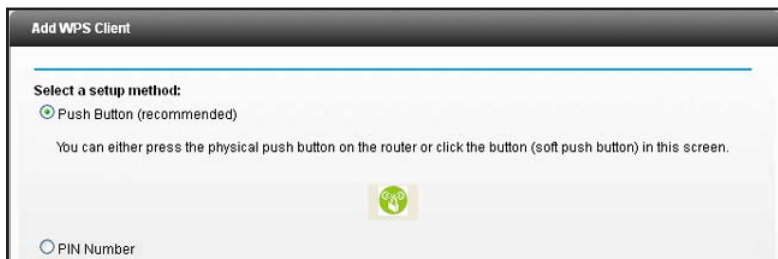 Add WPS Client
Select a setup method:
Push Button (recommended)
You can either press the physical push button on the router or click the button (soft push button) in this screen.
PIN Number